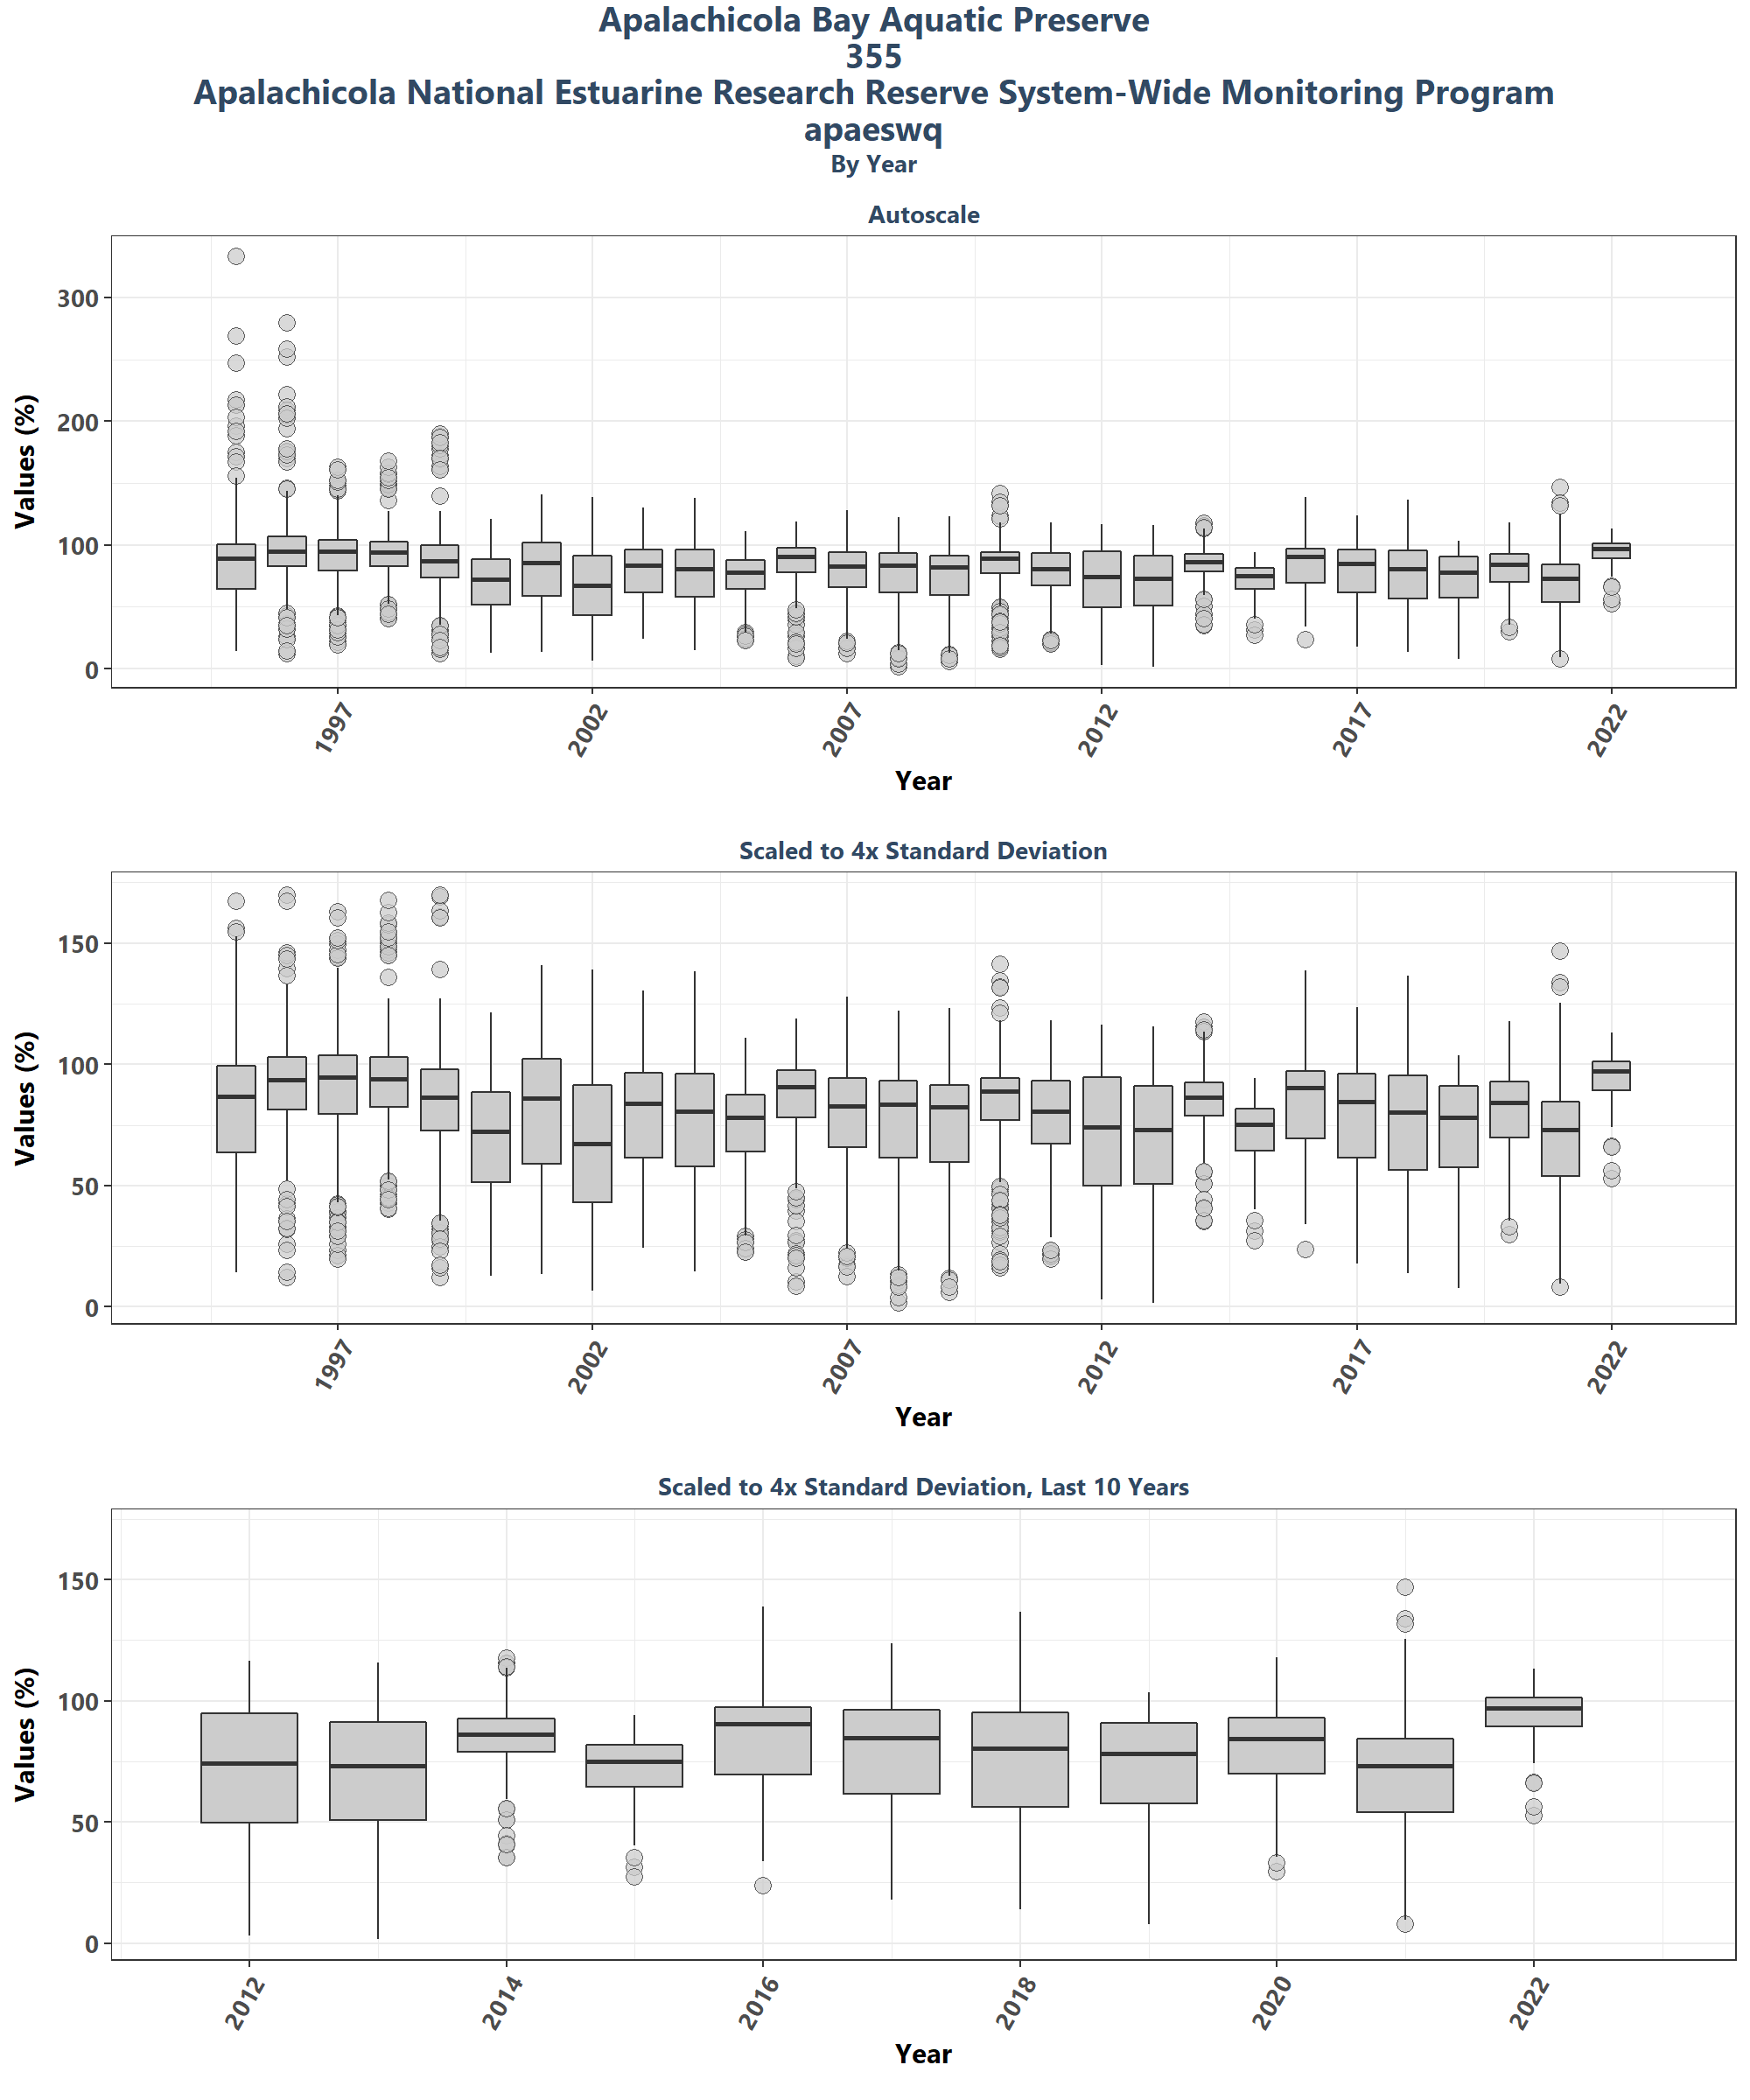 Apalachicola Bay Aquatic Preserve
355
Apalachicola National Estuarine Research Reserve System-Wide Monitoring Program
apaeswq
By Year
Autoscale
Values (%)
300
200
100
0
1997
2002
2007
2012
2017
2022
Year
Scaled to 4x Standard Deviation
Values (%)
150
100
50
0
1997
2002
2007
2012
2017
2022
Year
Scaled to 4x Standard Deviation, Last 10 Years
Values (%)
150
100
50
0
2012
2014
2016
2018
2020
2022
Year